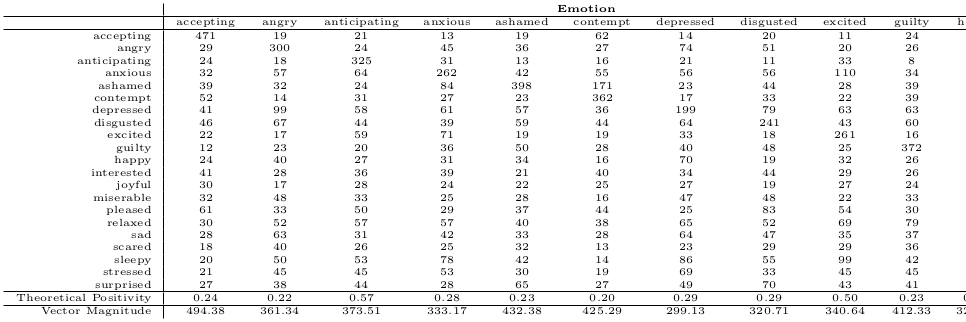 Emotion
accepting angry anticipating anxious ashamed contempt depressed disgusted excited guilty
accepting 471 19 21 13 19 62 14 20 11 24
angry 29 300 24 45 36 27 74 51 20 26
anticipating 24 18 325 31 13 16 21 11 33 8
anxious 32 57 64 262 42 55 56 56 110 34
ashamed 39 32 24 84 398 171 23 44 28 39
contempt 52 14 31 27 23 362 17 33 22 39
depressed 41 99 58 61 57 36 199 79 63 63
disgusted 46 67 44 39 59 44 64 241 43 60
excited 22 17 59 71 19 19 33 18 261 16
guilty 12 23 20 36 50 28 40 48 25 372
happy 24 40 27 31 34 16 70 19 32 26
interested 41 28 36 39 21 40 34 44 29 26
joyful 30 17 28 24 22 25 27 19 27 24
miserable 32 48 33 25 28 16 47 48 22 33
pleased 61 33 50 29 37 44 25 83 54 30
relaxed 30 52 57 57 40 38 65 52 69 79
sad 28 63 31 42 33 28 64 47 35 37
scared 18 40 26 25 32 13 23 29 29 36
sleepy 20 50 53 78 42 14 86 55 99 42
stressed 21 45 45 53 30 19 69 33 45 45
surprised 27 38 44 28 65 27 49 70 43 41
Theoretical Positivity 0.24 0.22 0.57 0.28 0.23 0.20 0.29 0.29 0.50 0.23
Vector Magnitude 494.38 361.34 373.51 333.17 432.38 425.29 299.13 320.71 340.64 412.33